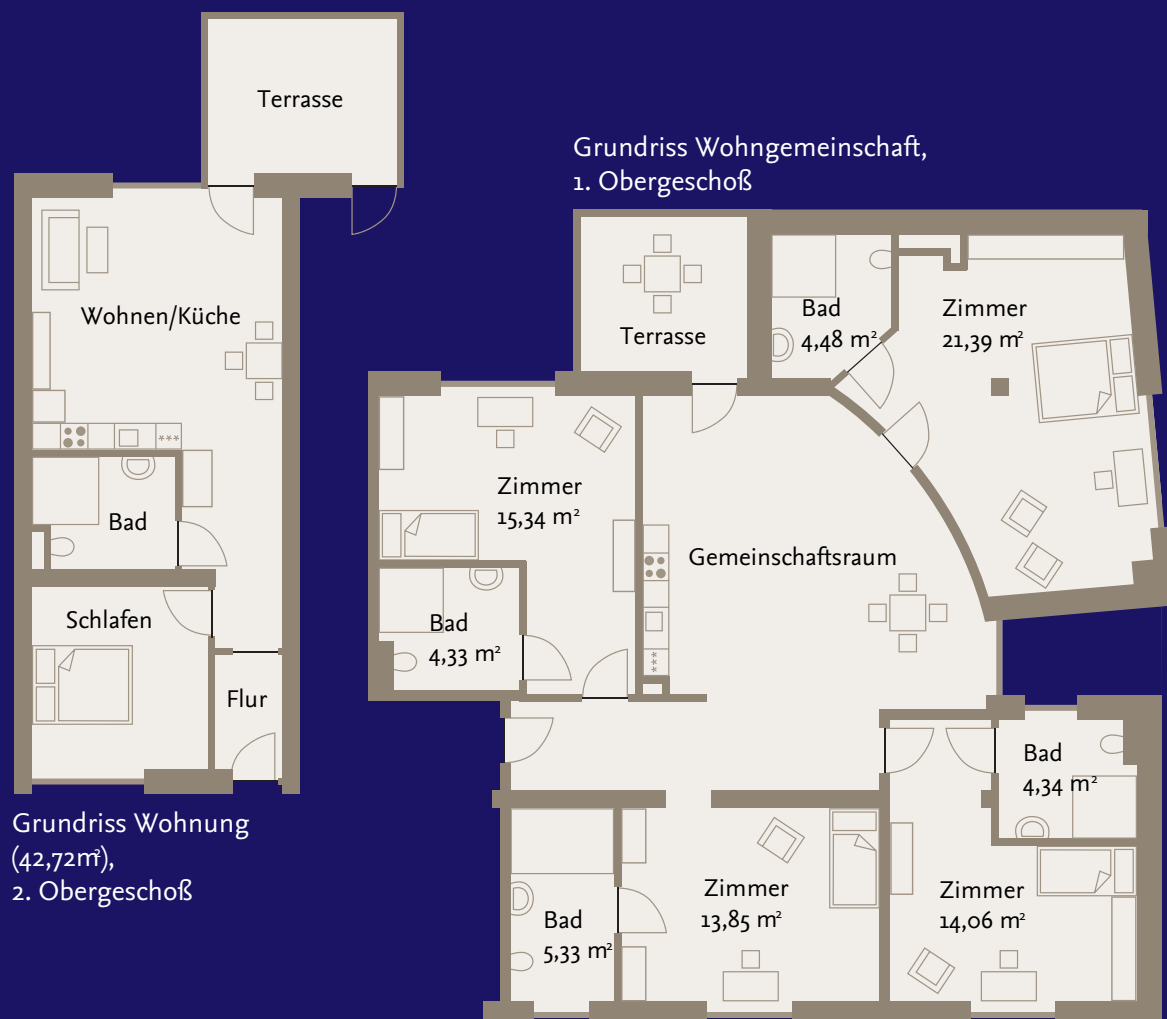 Terrasse
Wohnen/Küche
***
Bad
Schlafen
Flur
Grundriss Wohnung
(42,72m²),
2. Obergeschoß
Grundriss Wohngemeinschaft,
1. Obergeschoß
Terrasse
Bad
4,48 m²
Zimmer
21,39 m²
Zimmer
15,34 m²
Gemeinschaftsraum
Bad
4,33 m²
***
Bad
4,34 m²
Zimmer
13,85 m²
Zimmer
14,06 m²
Bad
5,33 m²